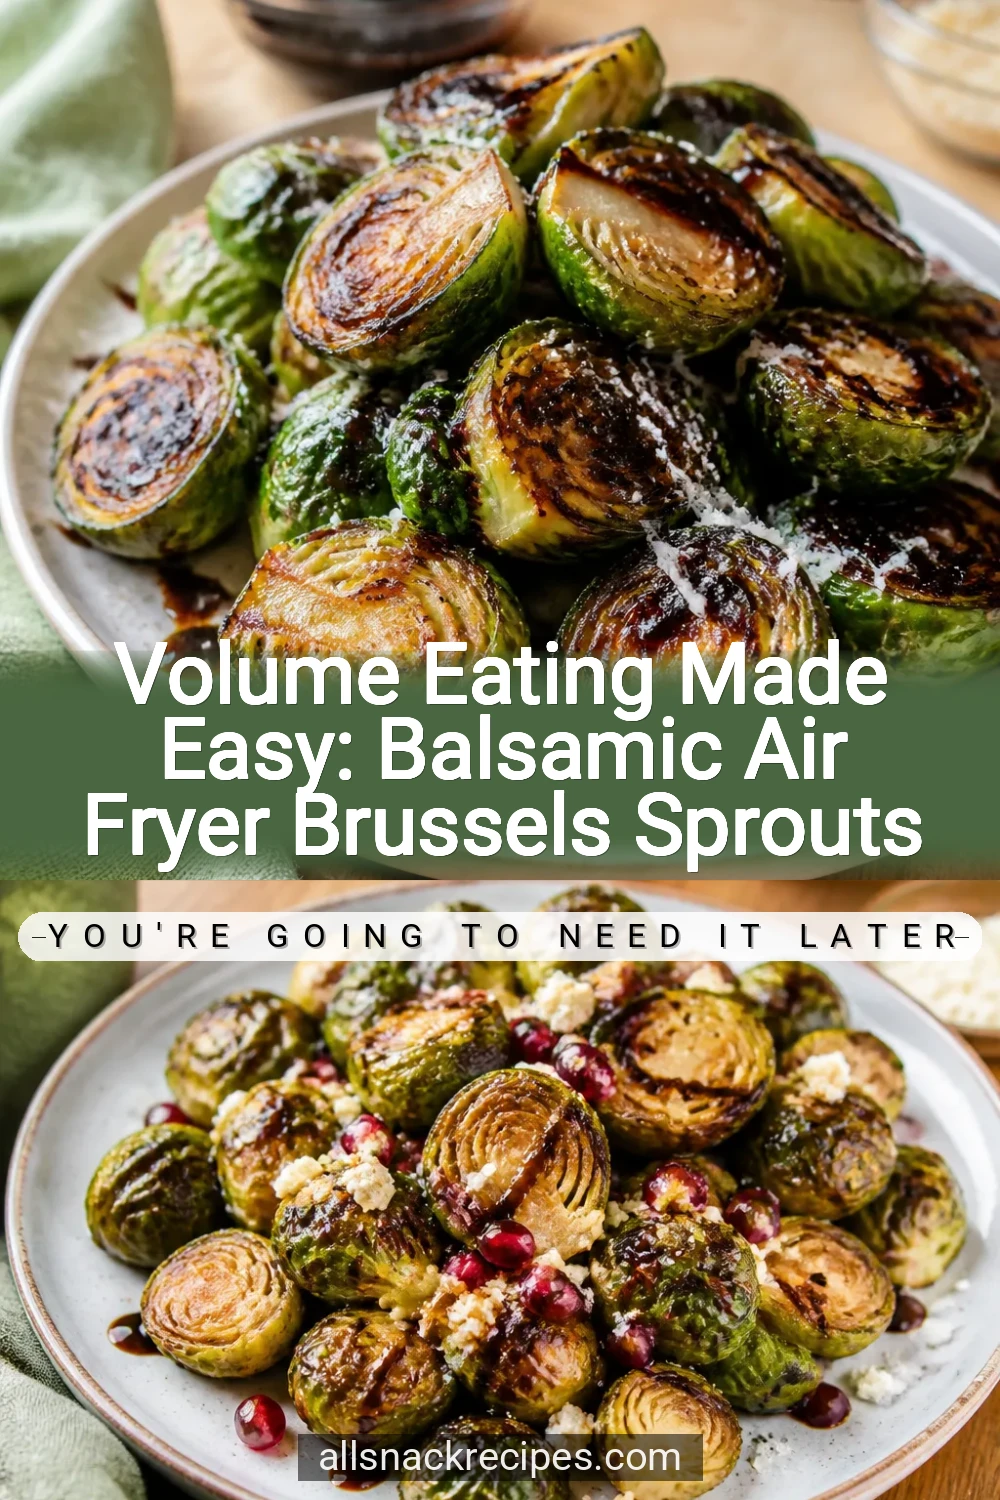 Volume Eating Made
Easy: Balsamic Air
Fryer Brussels Sprouts
YOU'RE GOING TO NEED IT LATER
allsnackrecipes.com